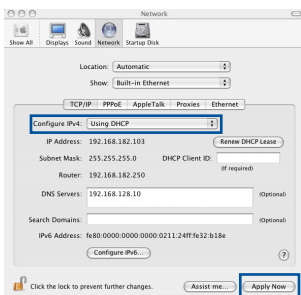 Network
Show All Displays Sound Network Startup Disk
Location: Automatic
Show: Built-in Ethernet
TCP/IP PPPoE AppleTalk Proxies Ethernet
Configure IPv4: Using DHCP
IP Address: 192.168.182.103 Renew DHCP Lease
Subnet Mask: 255.255.255.0 DHCP Client ID:
(If required)
Router: 192.168.182.250
DNS Servers: 192.168.128.10 (Optional)
Search Domains: (Optional)
IPv6 Address: fe80:0000:0000:0000:0211:24ff:fe32:b18e
Configure IPv6... ?
Click the lock to prevent further changes. Assist me... Apply Now